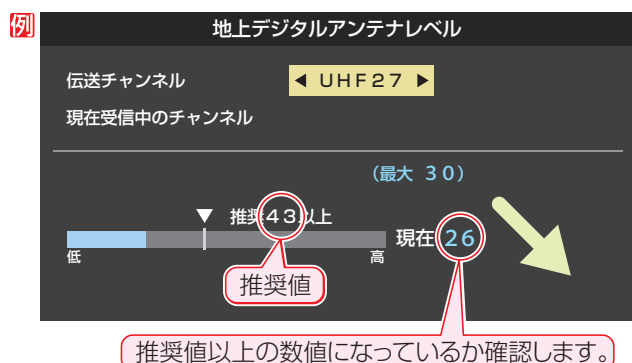 例
地上デジタルアンテナレベル
伝送チャンネル ◀ UHF27 ▶
現在受信中のチャンネル
（最大 30）
▼ 推奨43以上
低 高 現在 26
推奨値
推奨値以上の数値になっているか確認します。